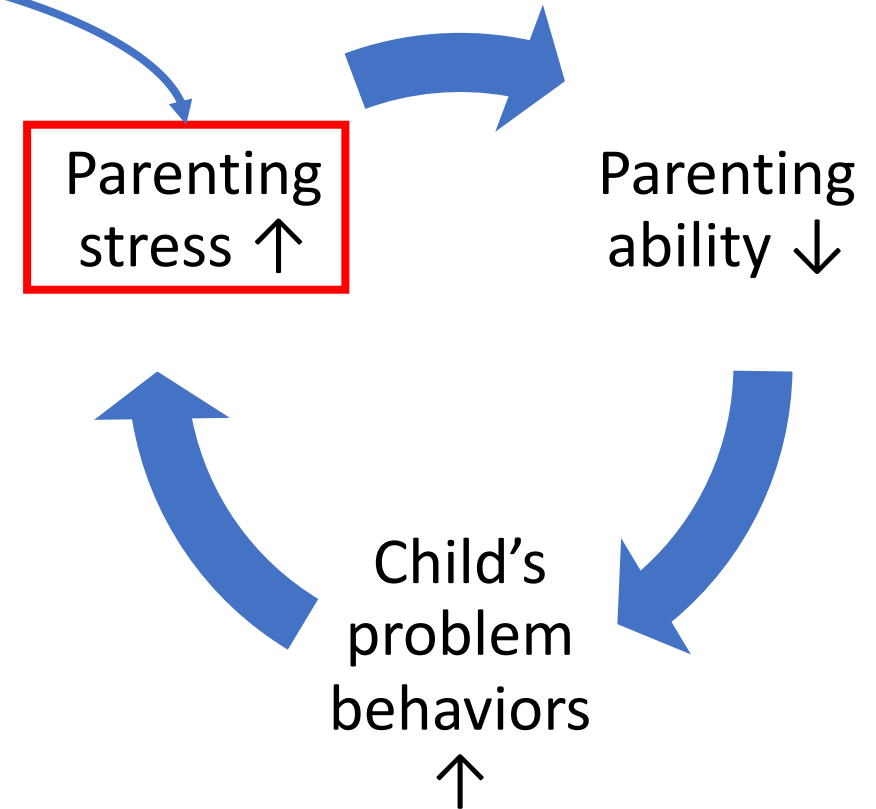 Parenting
stress ↑
Parenting
ability ↓
Child’s
problem
behaviors
↑